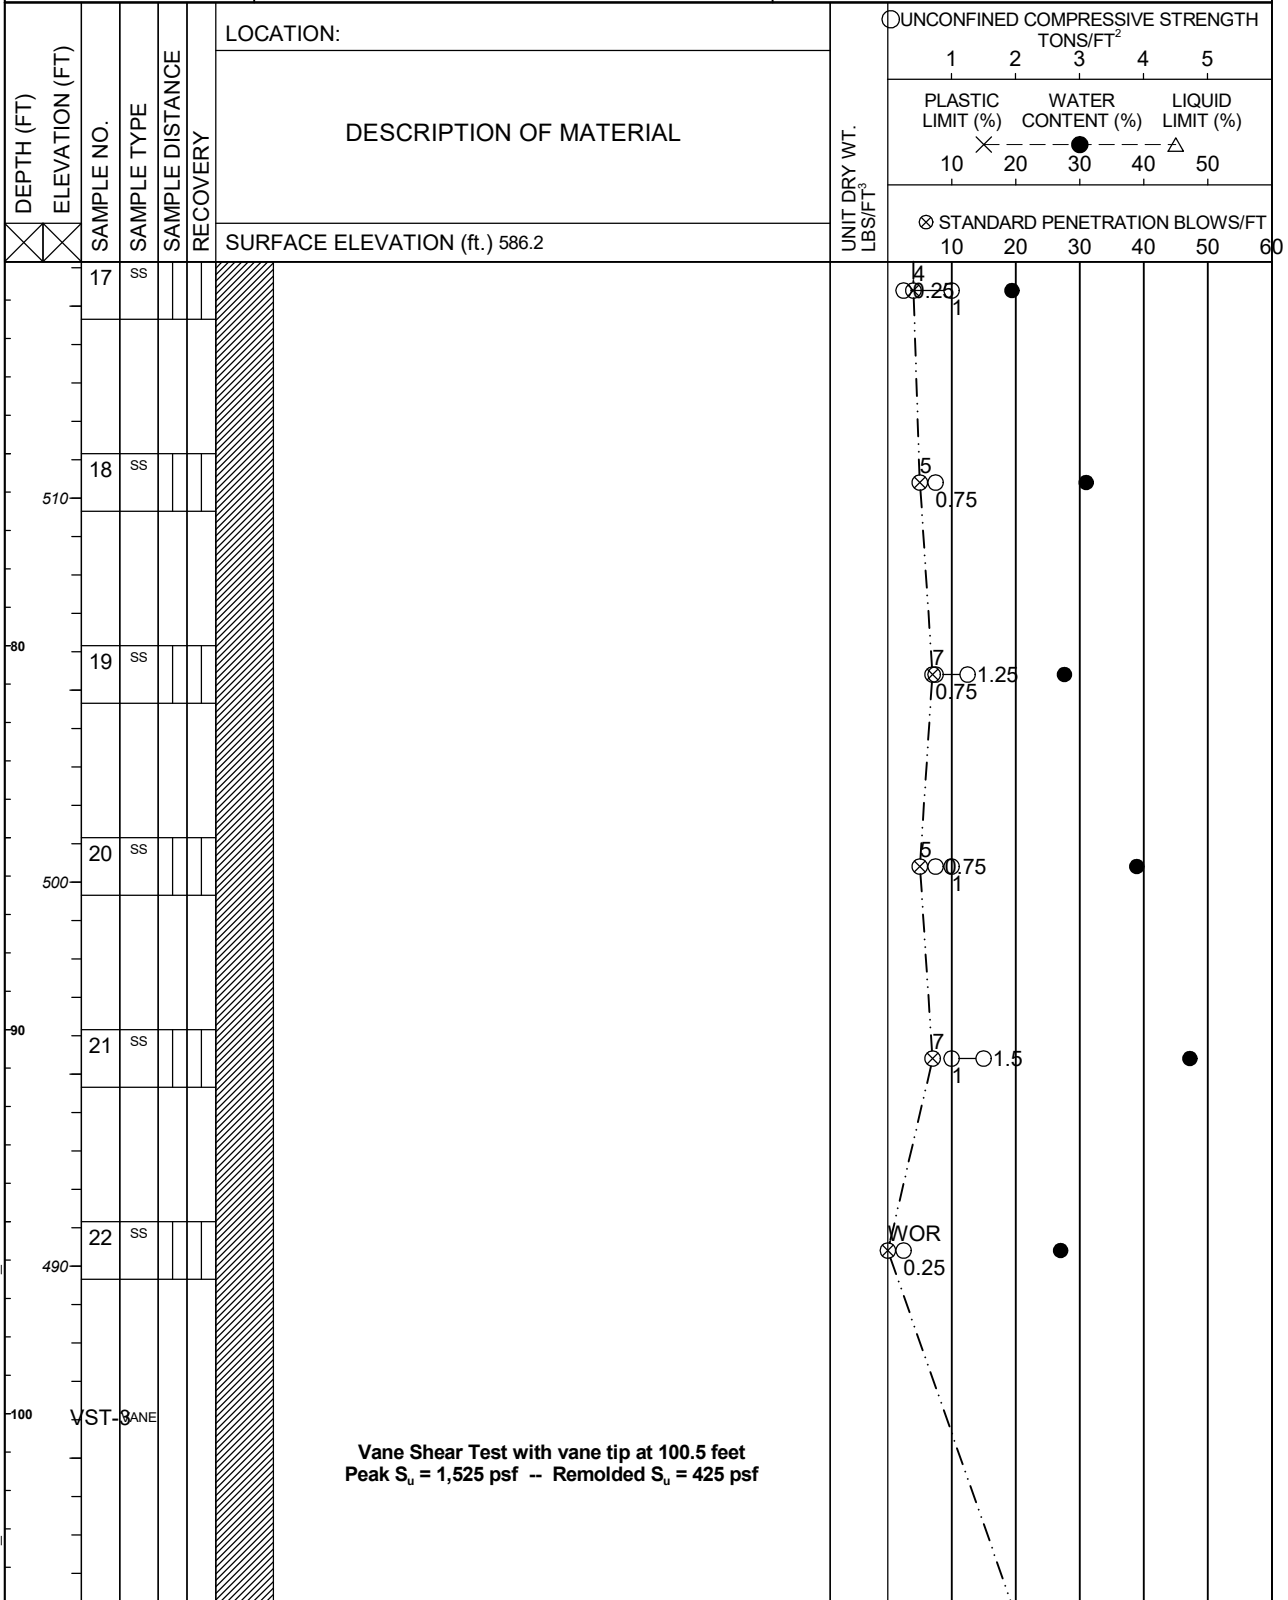 DEPTH (FT)
ELEVATION (FT)
SAMPLE NO.
SAMPLE TYPE
SAMPLE DISTANCE
RECOVERY
LOCATION:
DESCRIPTION OF MATERIAL
SURFACE ELEVATION (ft.) 586.2
UNIT DRY WT.
LBS/FT³
UNCONFINED COMPRESSIVE STRENGTH
TONS/FT²
1 2 3 4 5
PLASTIC WATER LIQUID
LIMIT (%) CONTENT (%) LIMIT (%)
10 20 30 40 50
⊗ STANDARD PENETRATION BLOWS/FT
10 20 30 40 50 60
17 SS
4
0.25
1
18 SS
5
510
0.75
80
19 SS
7
1.25
0.75
20 SS
5
0.75
500
1
90
21 SS
7
1.5
1
22 SS
WOR
490
0.25
100
VST-3 VANE
Vane Shear Test with vane tip at 100.5 feet
Peak Sᵤ = 1,525 psf -- Remolded Sᵤ = 425 psf